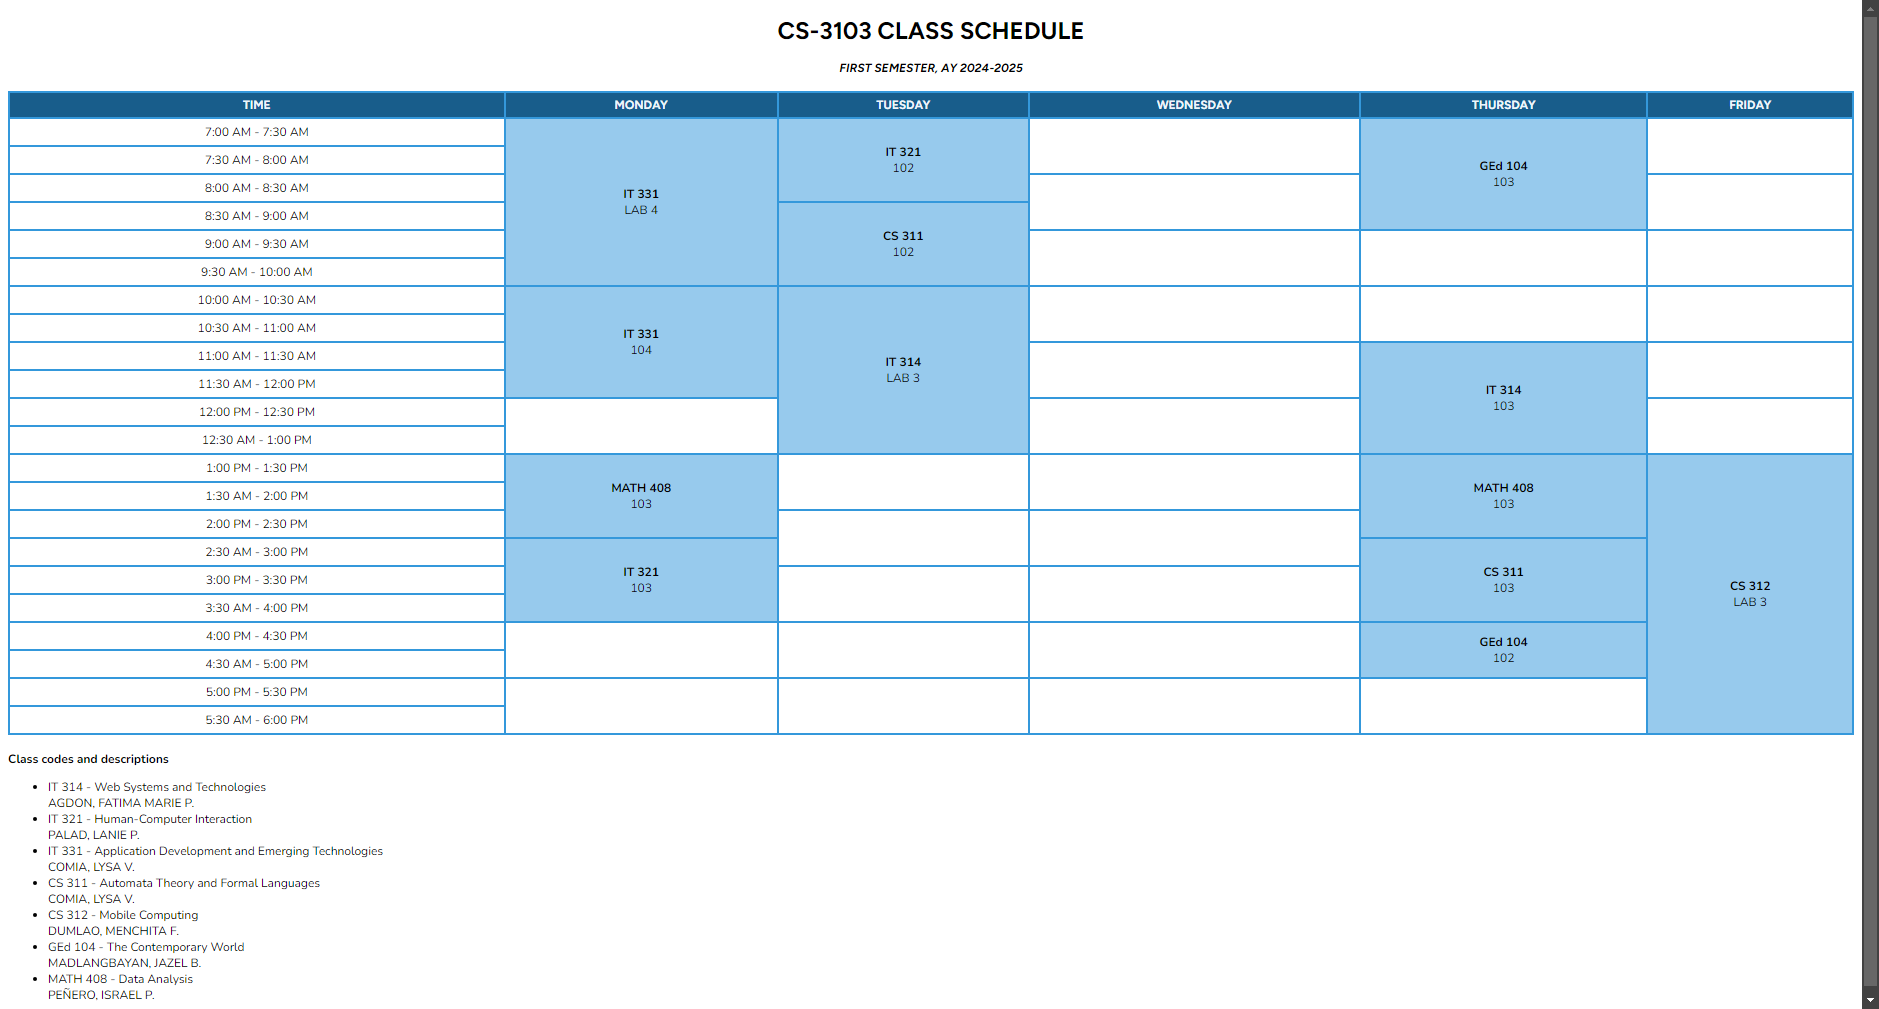 CS-3103 CLASS SCHEDULE
FIRST SEMESTER, AY 2024-2025
TIME MONDAY TUESDAY WEDNESDAY THURSDAY FRIDAY
7:00 AM - 7:30 AM
IT 321
7:30 AM - 8:00 AM
102
GEd 104
103
8:00 AM - 8:30 AM
IT 331
LAB 4
8:30 AM - 9:00 AM
CS 311
102
9:00 AM - 9:30 AM
9:30 AM - 10:00 AM
10:00 AM - 10:30 AM
10:30 AM - 11:00 AM
IT 331
104
11:00 AM - 11:30 AM
IT 314
LAB 3
11:30 AM - 12:00 PM
IT 314
103
12:00 PM - 12:30 PM
12:30 AM - 1:00 PM
1:00 PM - 1:30 PM
MATH 408
103
MATH 408
103
1:30 AM - 2:00 PM
2:00 PM - 2:30 PM
2:30 AM - 3:00 PM
IT 321
103
CS 311
103
3:00 PM - 3:30 PM
CS 312
LAB 3
3:30 AM - 4:00 PM
4:00 PM - 4:30 PM
GEd 104
102
4:30 AM - 5:00 PM
5:00 PM - 5:30 PM
5:30 AM - 6:00 PM
Class codes and descriptions
• IT 314 - Web Systems and Technologies
AGDON, FATIMA MARIE P.
• IT 321 - Human-Computer Interaction
PALAD, LANIE P.
• IT 331 - Application Development and Emerging Technologies
COMIA, LYSA V.
• CS 311 - Automata Theory and Formal Languages
COMIA, LYSA V.
• CS 312 - Mobile Computing
DUMLAO, MENCHITA F.
• GEd 104 - The Contemporary World
MADLANGBAYAN, JAZEL B.
• MATH 408 - Data Analysis
PEÑERO, ISRAEL P.